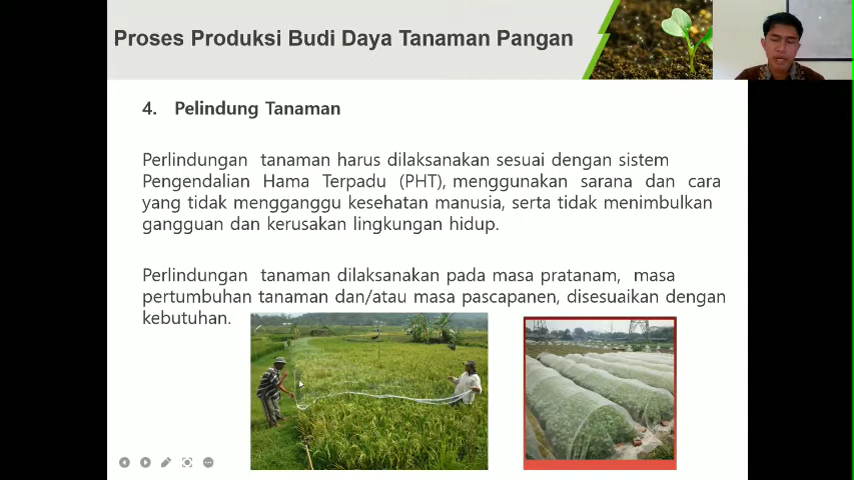 Proses Produksi Budi Daya Tanaman Pangan
4. Pelindung Tanaman
Perlindungan tanaman harus dilaksanakan sesuai dengan sistem
Pengendalian Hama Terpadu (PHT), menggunakan sarana dan cara
yang tidak mengganggu kesehatan manusia, serta tidak menimbulkan
gangguan dan kerusakan lingkungan hidup.
Perlindungan tanaman dilaksanakan pada masa pratanam, masa
pertumbuhan tanaman dan/atau masa pascapanen, disesuaikan dengan
kebutuhan.